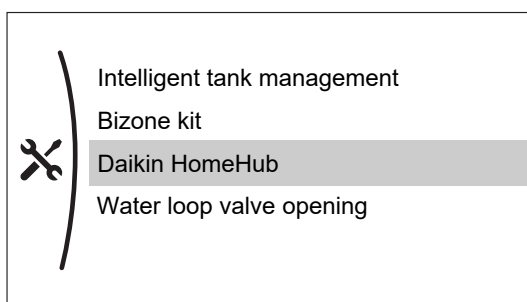 Intelligent tank management
Bizone kit
Daikin HomeHub
Water loop valve opening